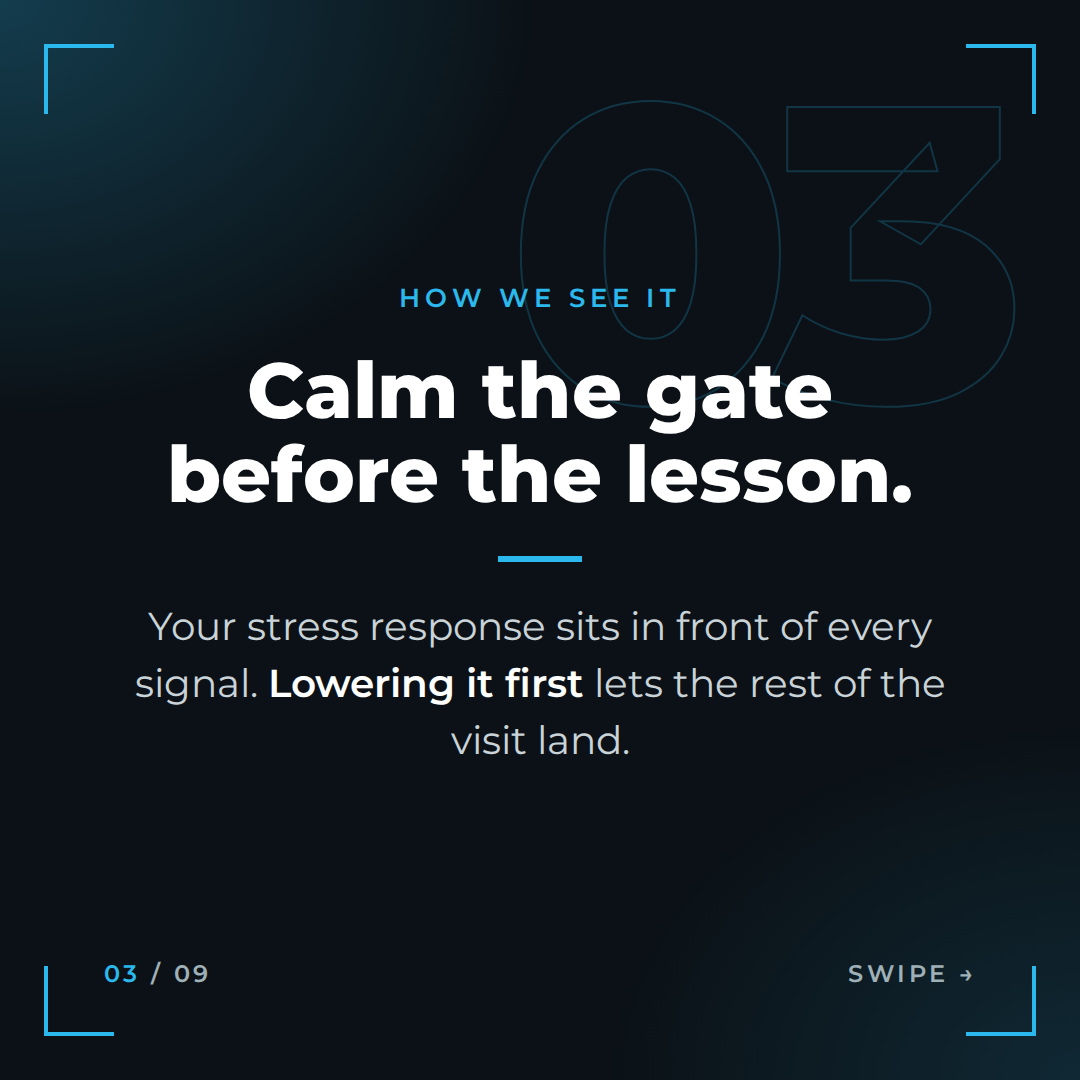 03
HOW WE SEE IT
Calm the gate
before the lesson.
Your stress response sits in front of every
signal. Lowering it first lets the rest of the
visit land.
03 / 09
SWIPE →